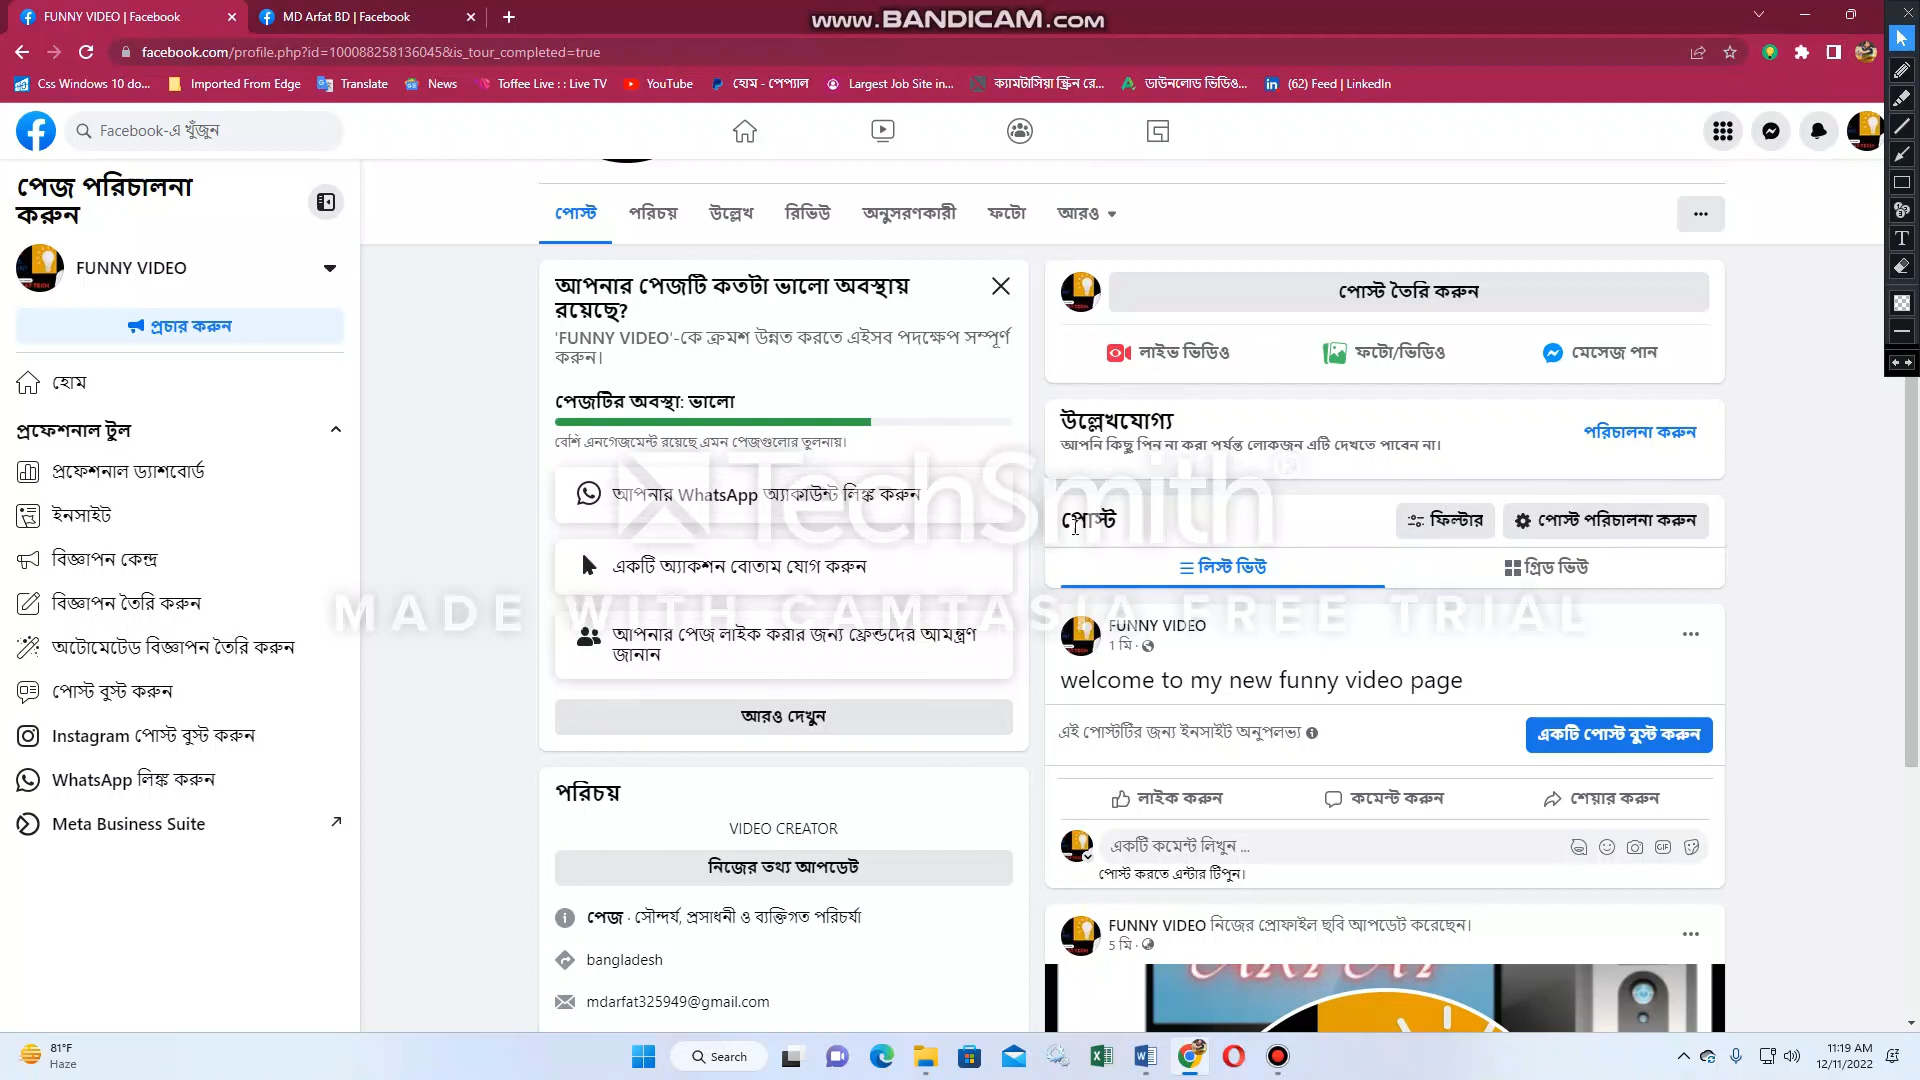 FUNNY VIDEO | Facebook
MD Arfat BD | Facebook
www.BANDICAM.com
facebook.com/profile.php?id=100088258136045&is_tour_completed=true
Css Windows 10 do...
Imported From Edge
Translate
News
Toffee Live : : Live TV
YouTube
হোম - পেপ্যাল
Largest Job Site in...
ক্যামটাসিয়া স্ক্রিন রে...
ডাউনলোড ভিডিও...
(62) Feed | LinkedIn
Facebook-এ খুঁজুন
পেজ পরিচালনা
করুন
FUNNY VIDEO
প্রচার করুন
হোম
প্রফেশনাল টুল
প্রফেশনাল ড্যাশবোর্ড
ইনসাইট
বিজ্ঞাপন কেন্দ্র
বিজ্ঞাপন তৈরি করুন
অটোমেটেড বিজ্ঞাপন তৈরি করুন
পোস্ট বুস্ট করুন
Instagram পোস্ট বুস্ট করুন
WhatsApp লিঙ্ক করুন
Meta Business Suite
পোস্ট
পরিচয়
উল্লেখ
রিভিউ
অনুসরণকারী
ফটো
আরও
আপনার পেজটি কতটা ভালো অবস্থায়
রয়েছে?
'FUNNY VIDEO'-কে ক্রমশ উন্নত করতে এইসব পদক্ষেপ সম্পূর্ণ
করুন।
পেজটির অবস্থা: ভালো
বেশি এনগেজমেন্ট রয়েছে এমন পেজগুলোর তুলনায়।
আপনার WhatsApp অ্যাকাউন্ট লিঙ্ক করুন
একটি অ্যাকশন বোতাম যোগ করুন
আপনার পেজ লাইক করার জন্য ফ্রেন্ডদের আমন্ত্রণ
জানান
আরও দেখুন
পরিচয়
VIDEO CREATOR
নিজের তথ্য আপডেট
পেজ · সৌন্দর্য, প্রসাধনী ও ব্যক্তিগত পরিচর্যা
bangladesh
mdarfat325949@gmail.com
পোস্ট তৈরি করুন
লাইভ ভিডিও
ফটো/ভিডিও
মেসেজ পান
উল্লেখযোগ্য
আপনি কিছু পিন না করা পর্যন্ত লোকজন এটি দেখতে পাবেন না।
পরিচালনা করুন
পোস্ট
ফিল্টার
পোস্ট পরিচালনা করুন
লিস্ট ভিউ
গ্রিড ভিউ
TechSmith
MADE WITH CAMTASIA FREE TRIAL
FUNNY VIDEO
1 মি ·
welcome to my new funny video page
এই পোস্টটির জন্য ইনসাইট অনুপলভ্য
একটি পোস্ট বুস্ট করুন
লাইক করুন
কমেন্ট করুন
শেয়ার করুন
একটি কমেন্ট লিখুন ...
GIF
পোস্ট করতে এন্টার টিপুন।
FUNNY VIDEO নিজের প্রোফাইল ছবি আপডেট করেছেন।
5 মি ·
81°F
Haze
Search
11:19 AM
12/11/2022